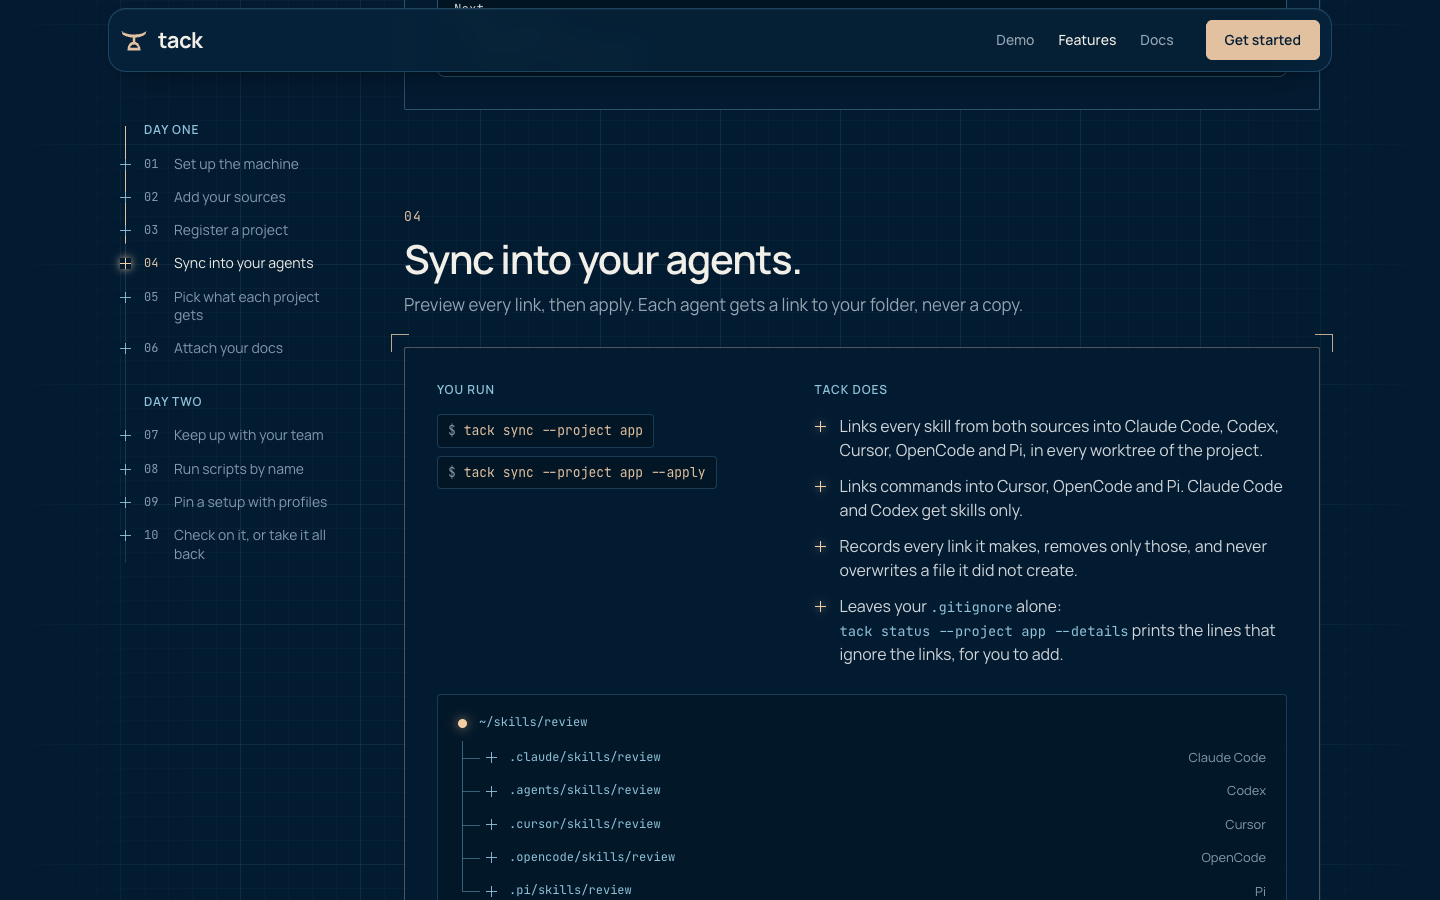 Next
tack
Demo
Features
Docs
Get started
DAY ONE
01 Set up the machine
02 Add your sources
03 Register a project
04 Sync into your agents
05 Pick what each project
gets
06 Attach your docs
DAY TWO
07 Keep up with your team
08 Run scripts by name
09 Pin a setup with profiles
10 Check on it, or take it all
back
04
Sync into your agents.
Preview every link, then apply. Each agent gets a link to your folder, never a copy.
YOU RUN
$ tack sync --project app
$ tack sync --project app --apply
TACK DOES
Links every skill from both sources into Claude Code, Codex,
Cursor, OpenCode and Pi, in every worktree of the project.
Links commands into Cursor, OpenCode and Pi. Claude Code
and Codex get skills only.
Records every link it makes, removes only those, and never
overwrites a file it did not create.
Leaves your .gitignore alone:
tack status --project app --details prints the lines that
ignore the links, for you to add.
~/skills/review
.claude/skills/review Claude Code
.agents/skills/review Codex
.cursor/skills/review Cursor
.opencode/skills/review OpenCode
.pi/skills/review Pi